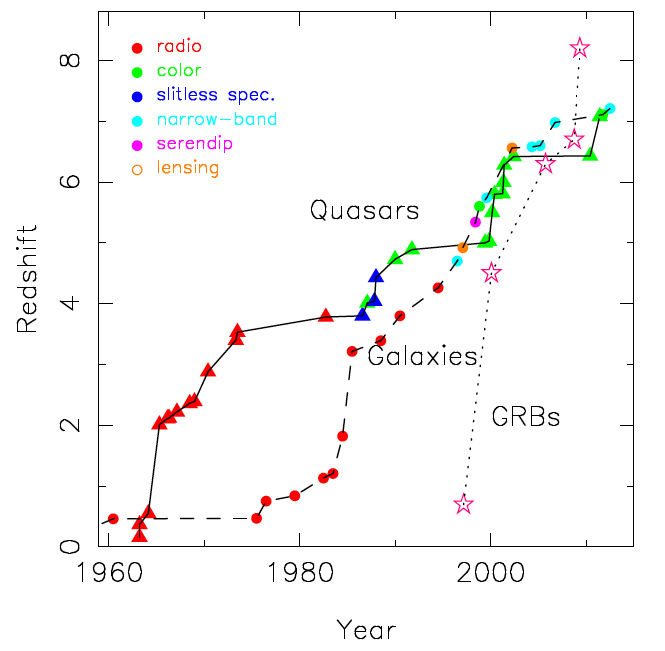 radio
color
slitless spec.
narrow-band
serendip
lensing
Quasars
Galaxies
GRBs
Redshift
0
2
4
6
8
1960
1980
2000
Year